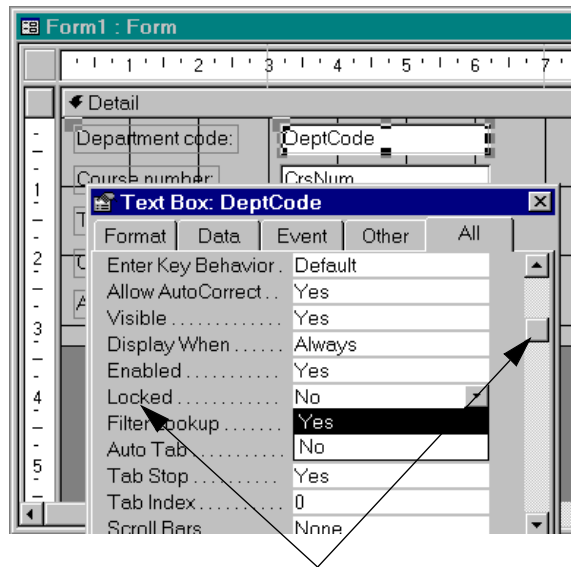 Form1 : Form
1 2 3 4 5 6 7
Detail
Department code: DeptCode
Course number: CrsNum
Text Box: DeptCode
Format Data Event Other All
Enter Key Behavior . Default
Allow AutoCorrect . . Yes
Visible . . . . . . . . . . . . Yes
Display When . . . . . . Always
Enabled . . . . . . . . . . . Yes
Locked . . . . . . . . . . . No
Filter Lookup . . . . . . . Yes
Auto Tab . . . . . . . . . . No
Tab Stop . . . . . . . . . . Yes
Tab Index . . . . . . . . . . 0
Scroll Bars None
1
2
3
4
5